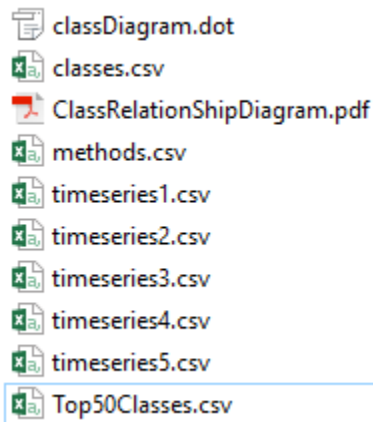 classDiagram.dot
classes.csv
ClassRelationShipDiagram.pdf
methods.csv
timeseries1.csv
timeseries2.csv
timeseries3.csv
timeseries4.csv
timeseries5.csv
Top50Classes.csv